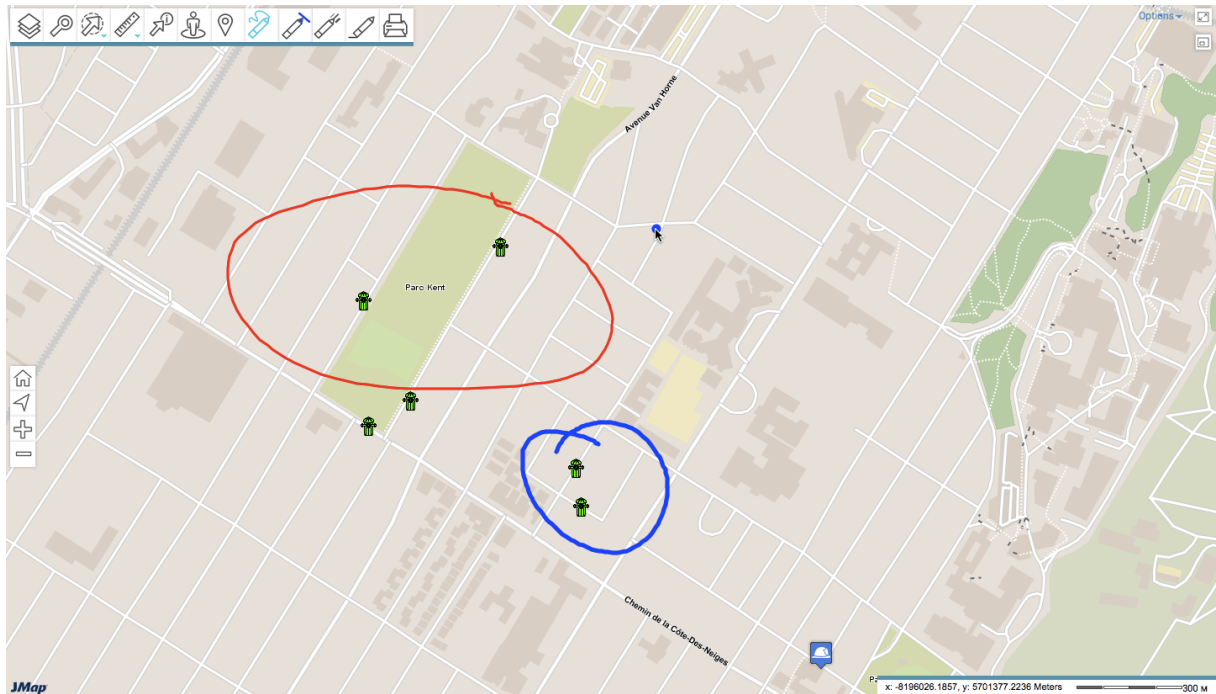 Options
Avenue Van Horne
Parc Kent
Chemin de la Côte-Des-Neiges
JMap
x: -8196026.1857, y: 5701377.2236 Meters
300 M